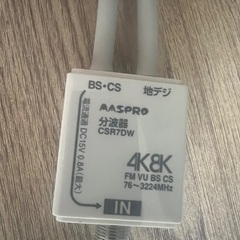 BS・CS 地デジ
MASPRO
分波器
CSR7DW
電流通過 DC15V 0.8A(最大)
4K8K
FM VU BS CS
76～3224MHz
IN